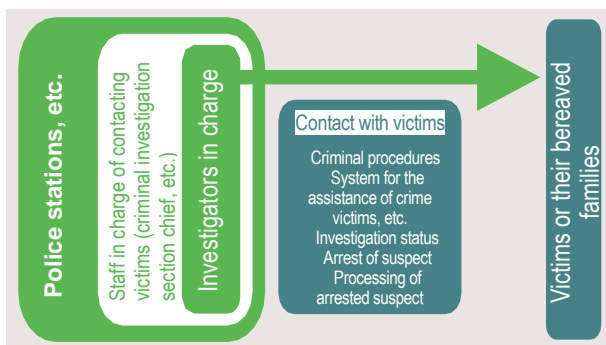 Police stations, etc.
Staff in charge of contacting
victims (criminal investigation
section chief, etc.)
Investigators in charge
Contact with victims
Criminal procedures
System for the
assistance of crime
victims, etc.
Investigation status
Arrest of suspect
Processing of
arrested suspect
Victims or their bereaved
families